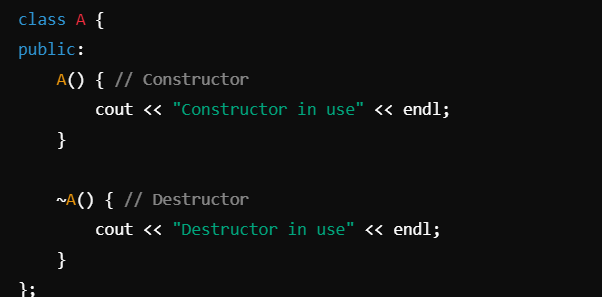 class A {
public:
    A() { // Constructor
        cout << "Constructor in use" << endl;
    }

    ~A() { // Destructor
        cout << "Destructor in use" << endl;
    }
};